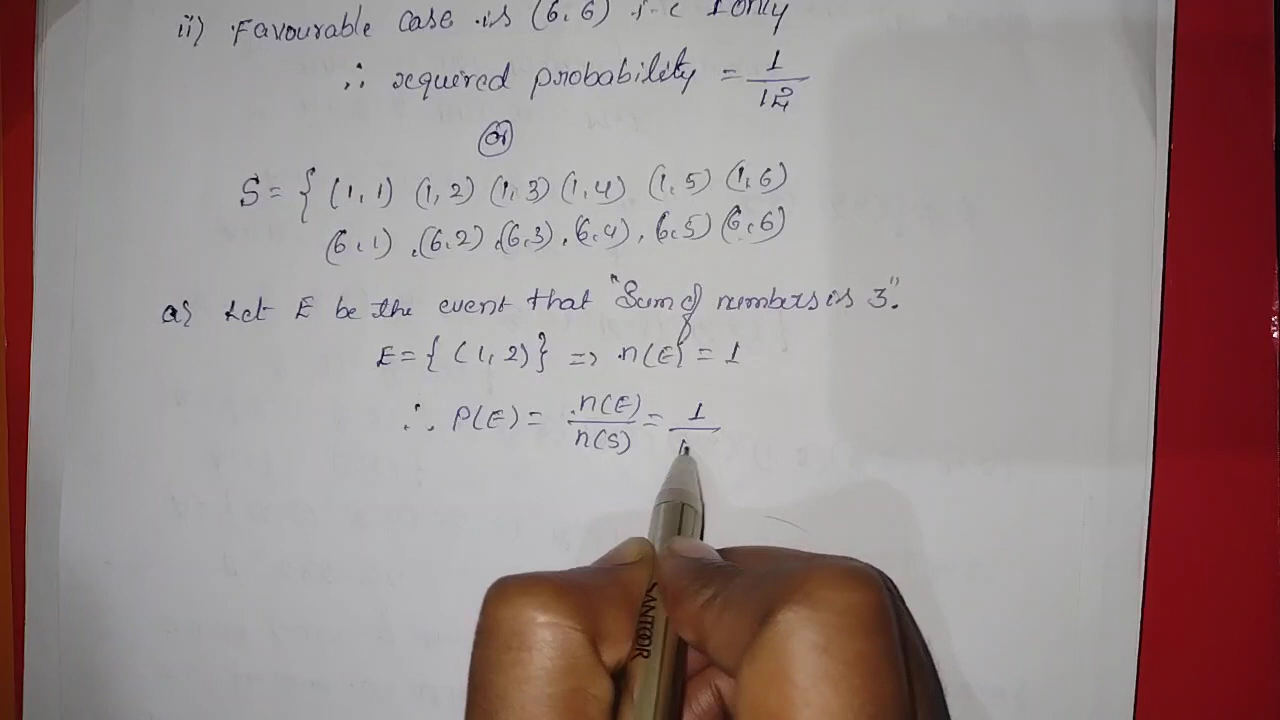 ii) Favourable case is (6, 6) i.e 1 only
∴ required probability = 1/12
or
S = { (1, 1) (1, 2) (1, 3) (1, 4) (1, 5) (1, 6)
(6, 1) , (6, 2) , (6, 3) , (6, 4) , (6, 5) (6, 6)
a} Let E be the event that "Sum of numbers is 3".
E = { (1, 2) } => n(E) = 1
∴ P(E) = n(E)/n(S) = 1/1
SANTOOR